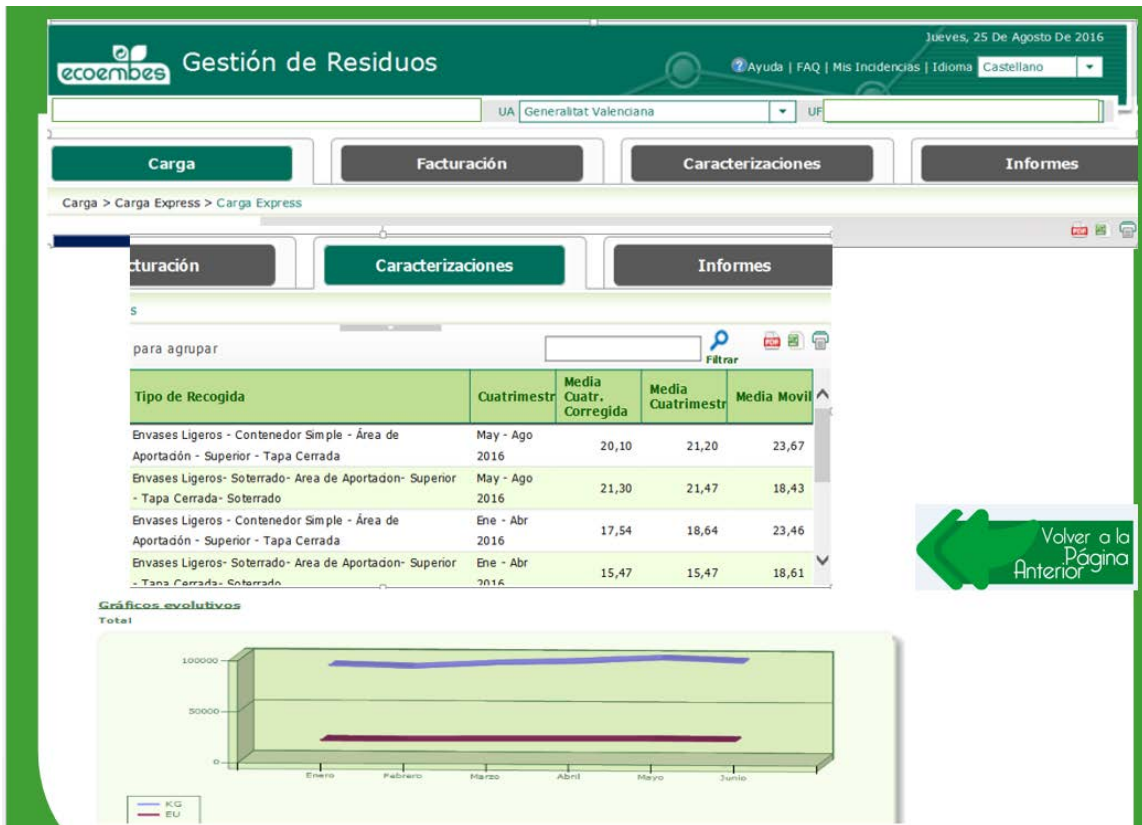 Jueves, 25 De Agosto De 2016
ecoembes
Gestión de Residuos
Ayuda | FAQ | Mis Incidencias | Idioma Castellano
UA Generalitat Valenciana UF
Carga Facturación Caracterizaciones Informes
Carga > Carga Express > Carga Express
PDF
cturación Caracterizaciones Informes
s
para agrupar Filtrar PDF
Tipo de Recogida Cuatrimestr Media Cuatr. Corregida Media Cuatrimestr Media Movil
Envases Ligeros - Contenedor Simple - Área de May - Ago
Aportación - Superior - Tapa Cerrada 2016 20,10 21,20 23,67
Envases Ligeros- Soterrado- Area de Aportacion- Superior May - Ago
- Tapa Cerrada- Soterrado 2016 21,30 21,47 18,43
Envases Ligeros - Contenedor Simple - Área de Ene - Abr
Aportación - Superior - Tapa Cerrada 2016 17,54 18,64 23,46
Envases Ligeros- Soterrado- Area de Aportacion- Superior Ene - Abr
- Tapa Cerrada- Soterrado 2016 15,47 15,47 18,61
Volver a la
Página
Anterior
Gráficos evolutivos
Total
100000
50000
0
Enero Febrero Marzo Abril Mayo Junio
KG
EU